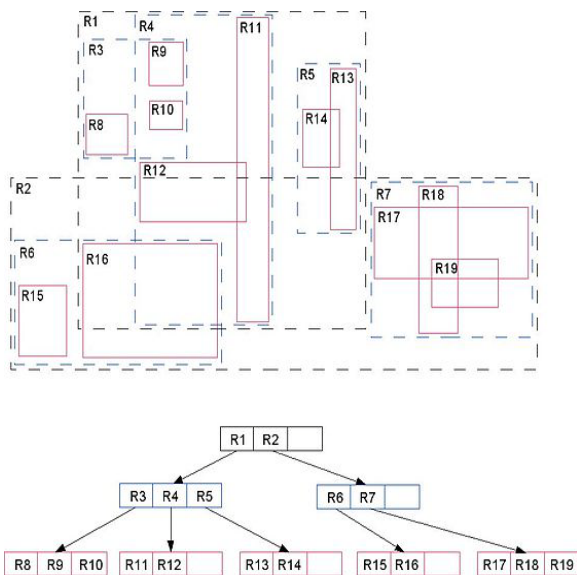 R1 R4 R11
R3 R9
R5 R13
R10
R8 R14
R12
R2
R7 R18
R17
R6 R16
R19
R15
R1 R2
R3 R4 R5 R6 R7
R8 R9 R10 R11 R12 R13 R14 R15 R16 R17 R18 R19